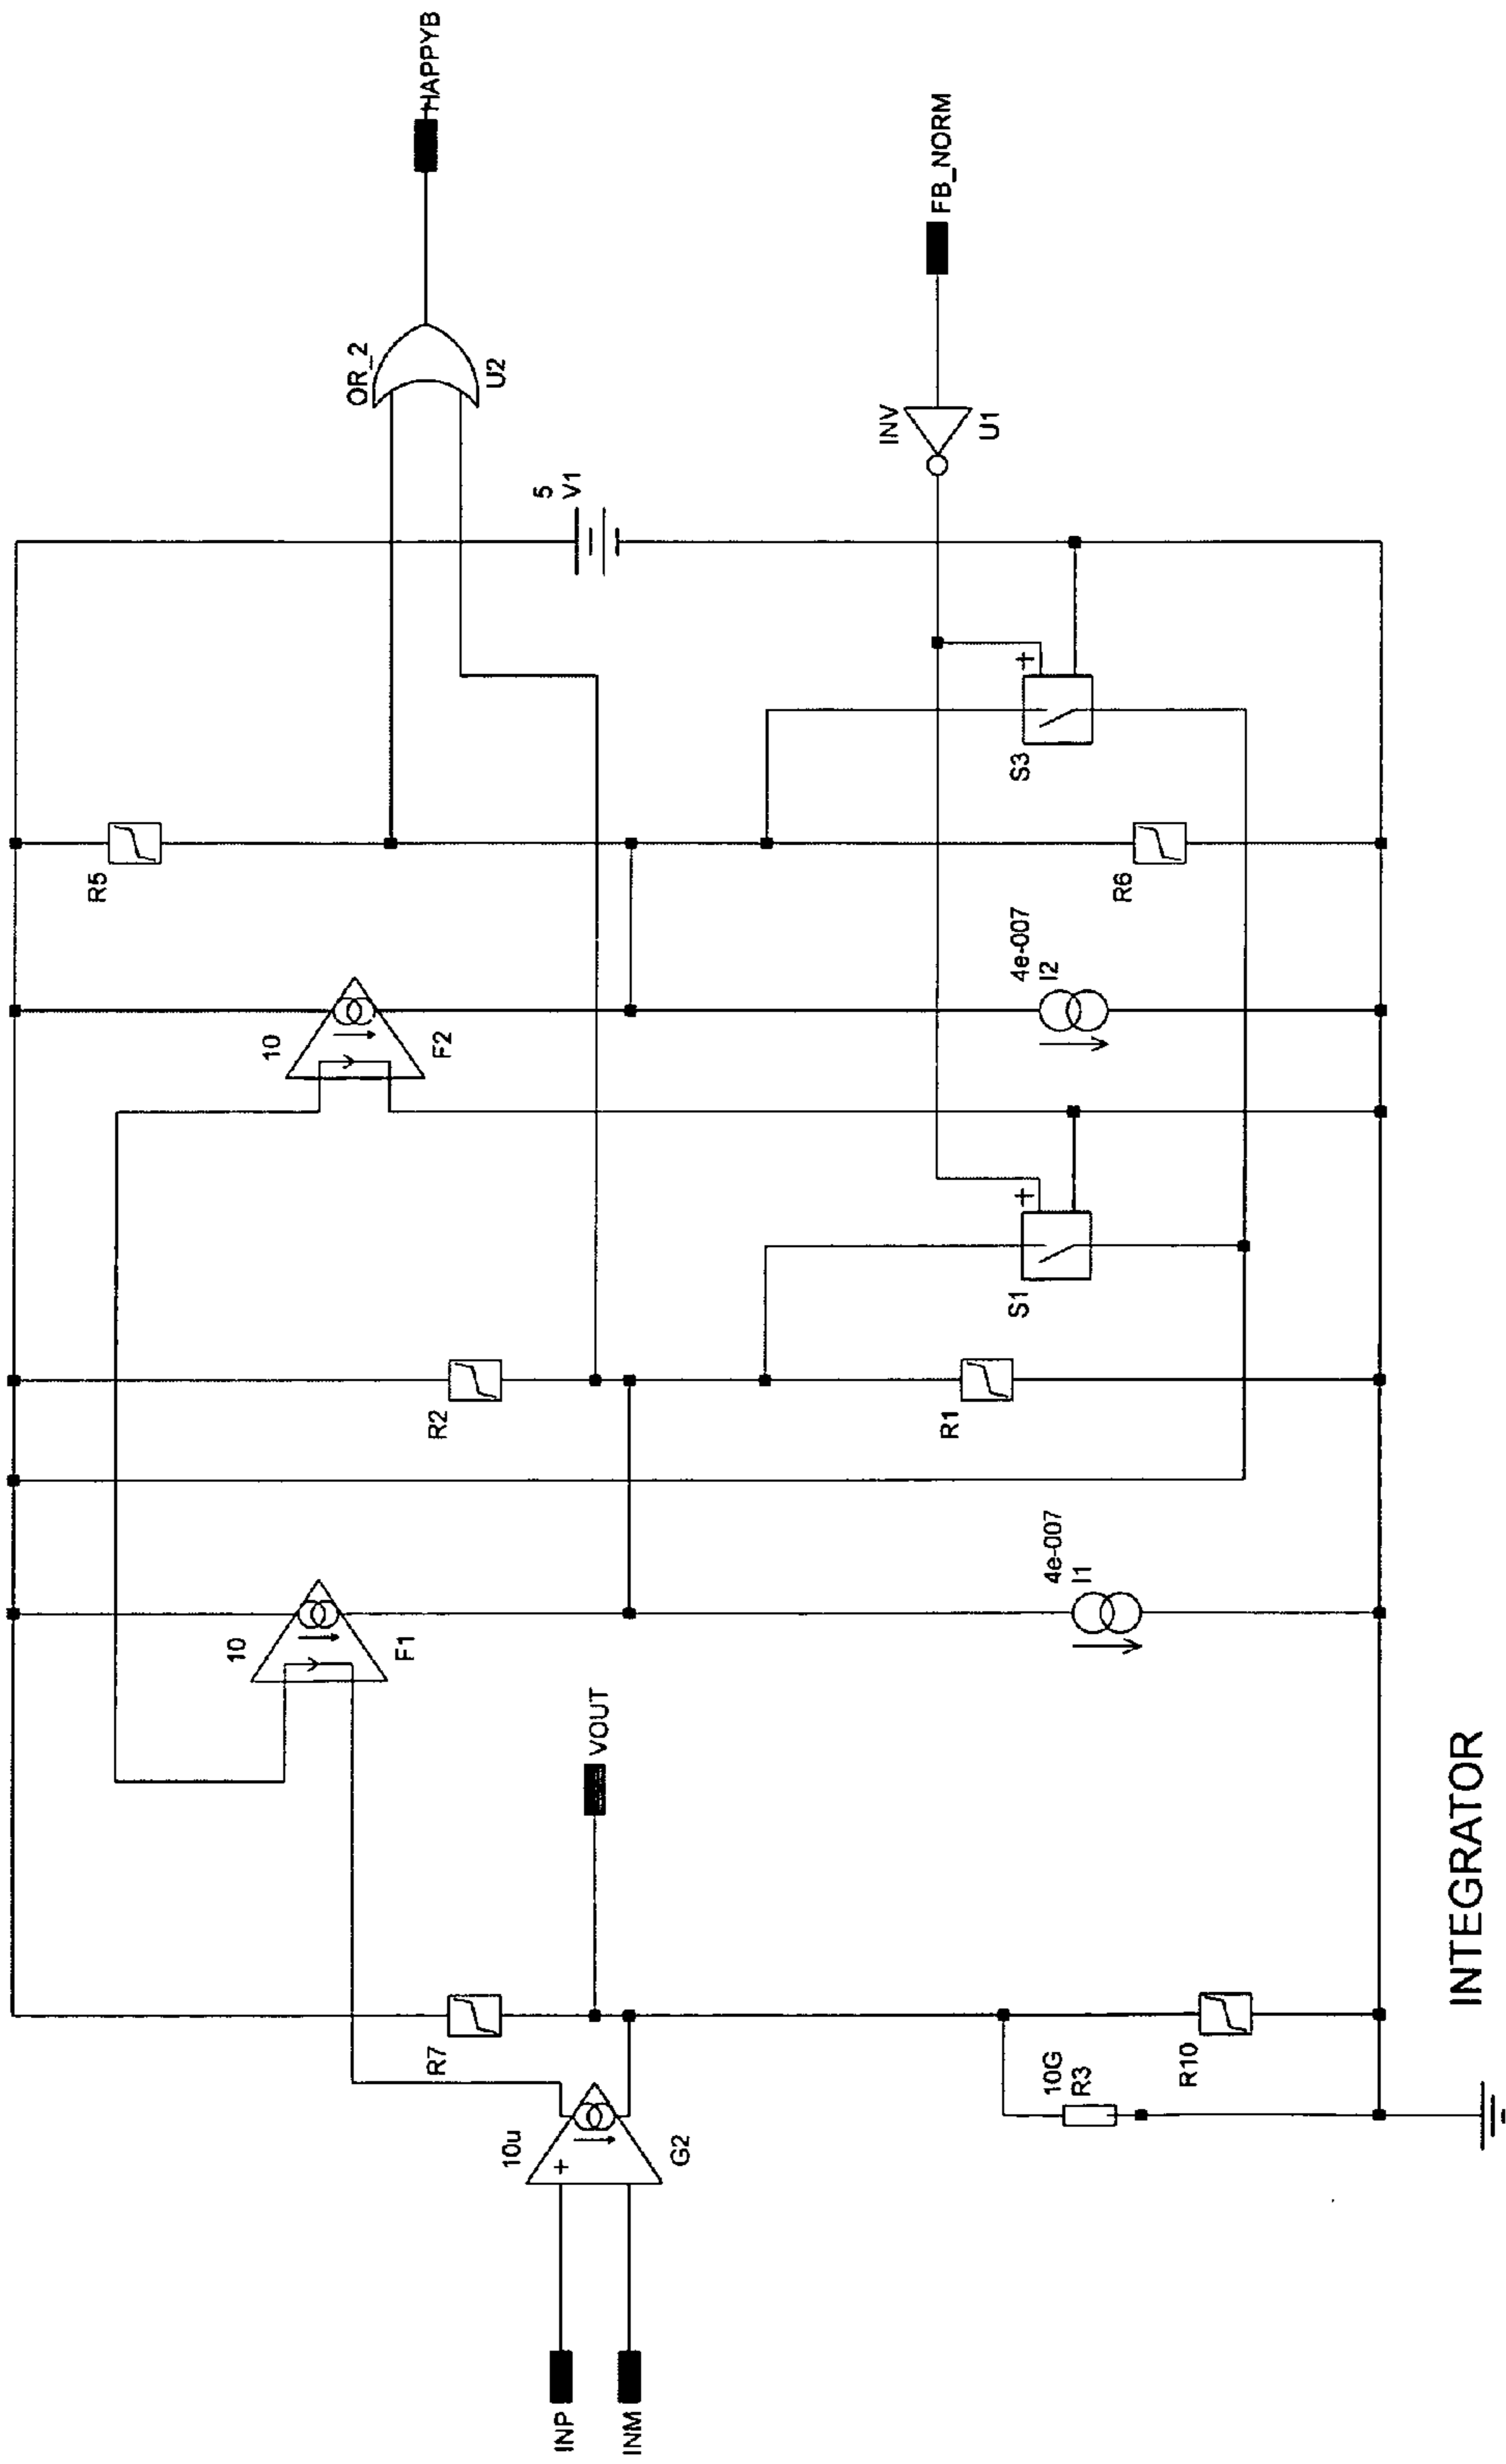 HAPPYB
FB_NORM
OR_2
U2
INV
U1
5
V1
S3
R5
R6
10
F2
4e-007
I2
S1
R2
R1
10
F1
4e-007
I1
VOUT
R7
10G
R3
R10
10u
+
G2
+
+
INP
INM
INTEGRATOR